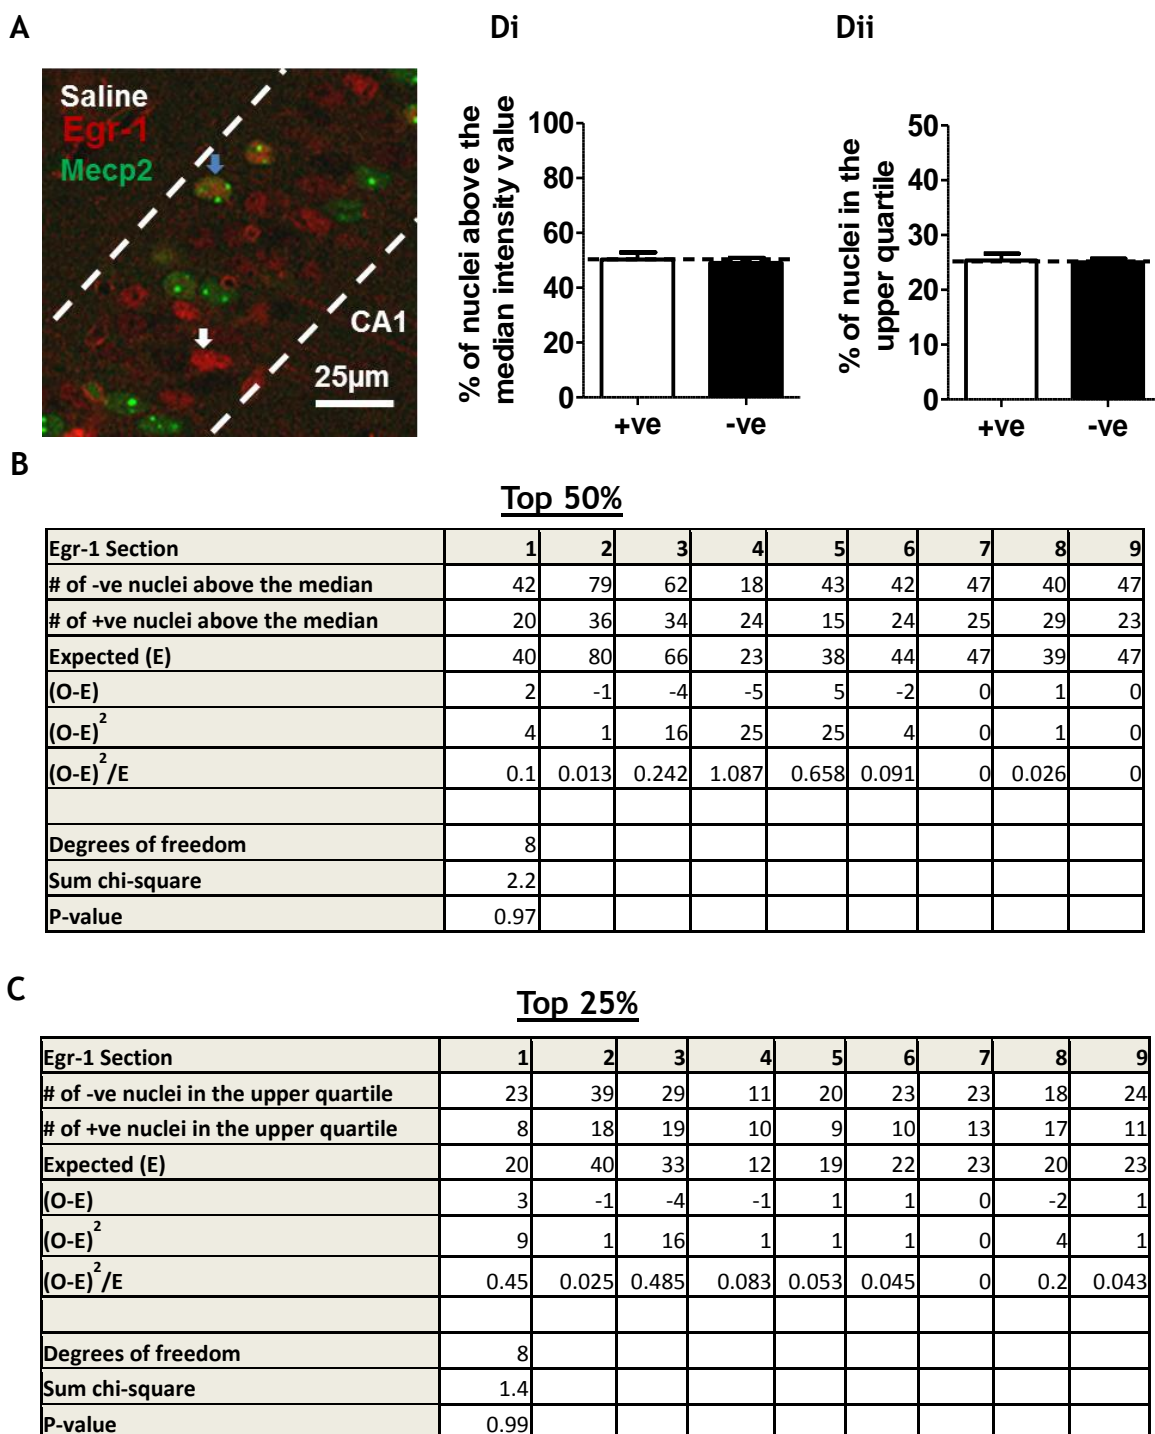 A
Di
Dii
Saline
Egr-1
Mecp2
CA1
25µm
% of nuclei above the
median intensity value
100
80
60
40
20
0
+ve -ve
% of nuclei in the
upper quartile
50
40
30
20
10
0
+ve -ve
B
Top 50%
Egr-1 Section 1 2 3 4 5 6 7 8 9
# of -ve nuclei above the median 42 79 62 18 43 42 47 40 47
# of +ve nuclei above the median 20 36 34 24 15 24 25 29 23
Expected (E) 40 80 66 23 38 44 47 39 47
(O-E) 2 -1 -4 -5 5 -2 0 1 0
(O-E)² 4 1 16 25 25 4 0 1 0
(O-E)²/E 0.1 0.013 0.242 1.087 0.658 0.091 0 0.026 0
Degrees of freedom 8
Sum chi-square 2.2
P-value 0.97
C
Top 25%
Egr-1 Section 1 2 3 4 5 6 7 8 9
# of -ve nuclei in the upper quartile 23 39 29 11 20 23 23 18 24
# of +ve nuclei in the upper quartile 8 18 19 10 9 10 13 17 11
Expected (E) 20 40 33 12 19 22 23 20 23
(O-E) 3 -1 -4 -1 1 1 0 -2 1
(O-E)² 9 1 16 1 1 1 0 4 1
(O-E)²/E 0.45 0.025 0.485 0.083 0.053 0.045 0 0.2 0.043
Degrees of freedom 8
Sum chi-square 1.4
P-value 0.99